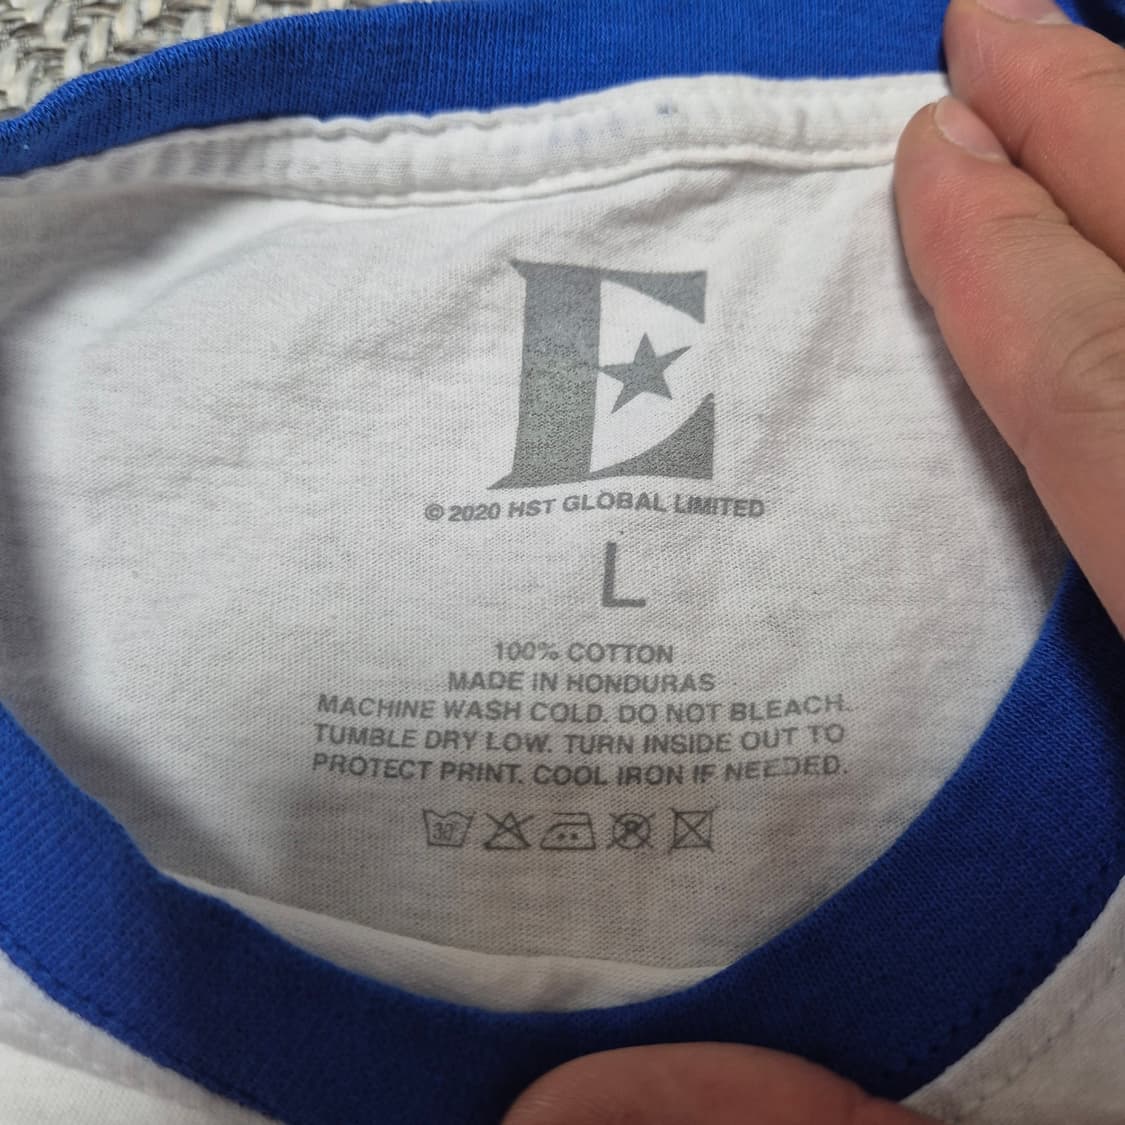 E
© 2020 HST GLOBAL LIMITED
L
100% COTTON
MADE IN HONDURAS
MACHINE WASH COLD. DO NOT BLEACH.
TUMBLE DRY LOW. TURN INSIDE OUT TO
PROTECT PRINT. COOL IRON IF NEEDED.
30°